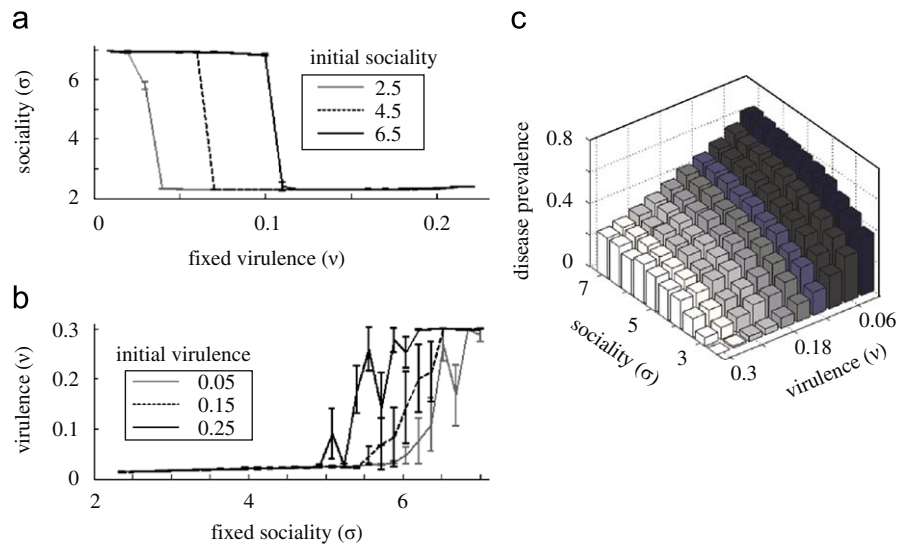 a
sociality (σ)
6
4
2
0
0.1
0.2
fixed virulence (ν)
initial sociality
2.5
4.5
6.5
b
virulence (ν)
0.3
0.2
0.1
0
2
4
6
fixed sociality (σ)
initial virulence
0.05
0.15
0.25
c
disease prevalence
0.8
0.4
0
7
5
3
sociality (σ)
0.3
0.18
0.06
virulence (ν)